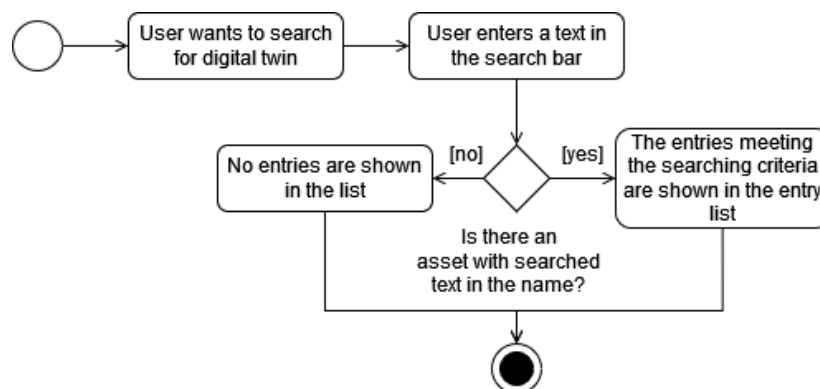 User wants to search
for digital twin
User enters a text in
the search bar
[no]
[yes]
No entries are shown
in the list
The entries meeting
the searching criteria
are shown in the entry
list
Is there an
asset with searched
text in the name?